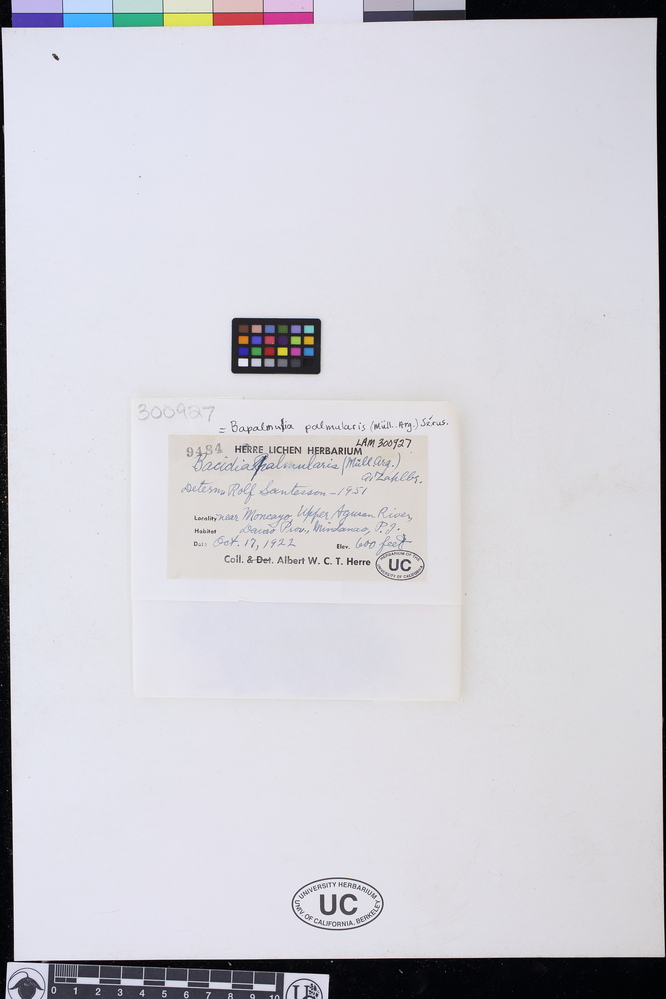 300927
= Bapalmuia palmularis (Müll. Arg.) Sérus.
LAM 300927
9434 HERRE LICHEN HERBARIUM
Bacidia palmularis (Müll Arg.)
A. Zahlbr.
Determ. Rolf Santesson - 1951
Locality near Moncayo, Upper Agusan River,
Habitat Davao Prov., Mindanao, P. I.
Date Oct. 17, 1922 Elev. 600 feet
Coll. & Det. Albert W. C. T. Herre
HERBARIUM OF THE
UC
UNIVERSITY OF CALIFORNIA
UNIVERSITY HERBARIUM
UC
UNIV. OF CALIFORNIA, BERKELEY
0 1 2 3 4 5 6 7 8 9 10